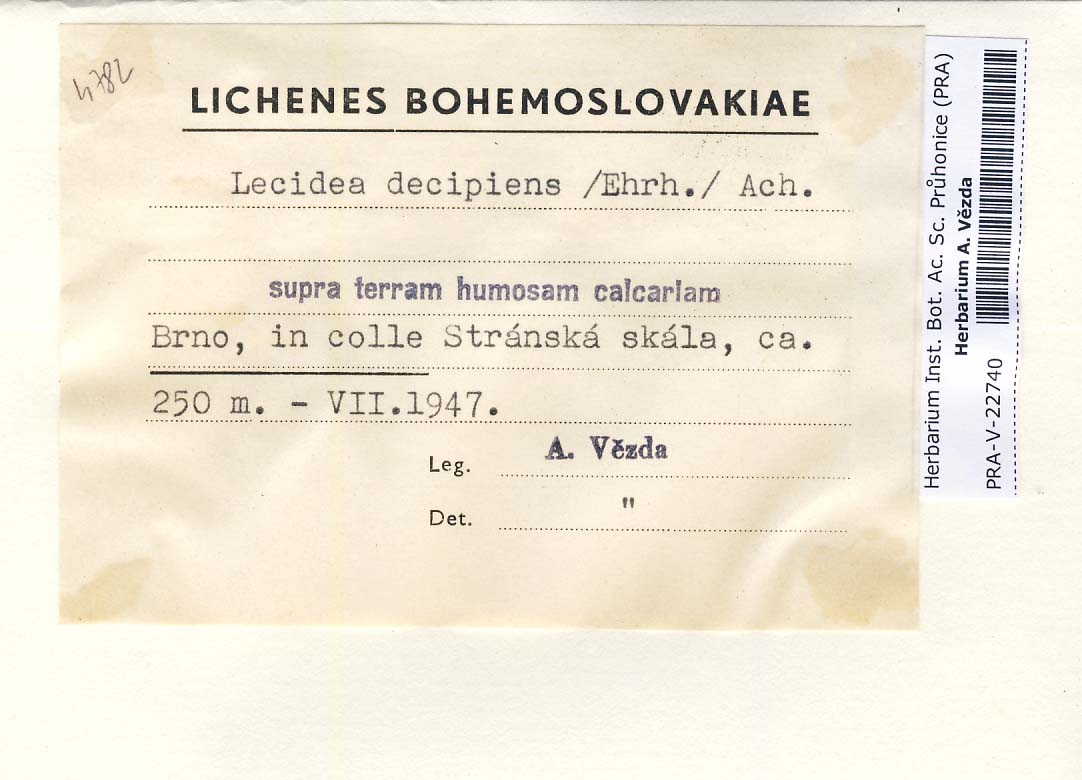 4782
LICHENES BOHEMOSLOVAKIAE
Lecidea decipiens /Ehrh./ Ach.
supra terram humosam calcariam
Brno, in colle Stránská skála, ca.
250 m. - VII.1947.
Leg. A. Vězda
Det. "
Herbarium Inst. Bot. Ac. Sc. Průhonice (PRA)
Herbarium A. Vězda
PRA-V-22740